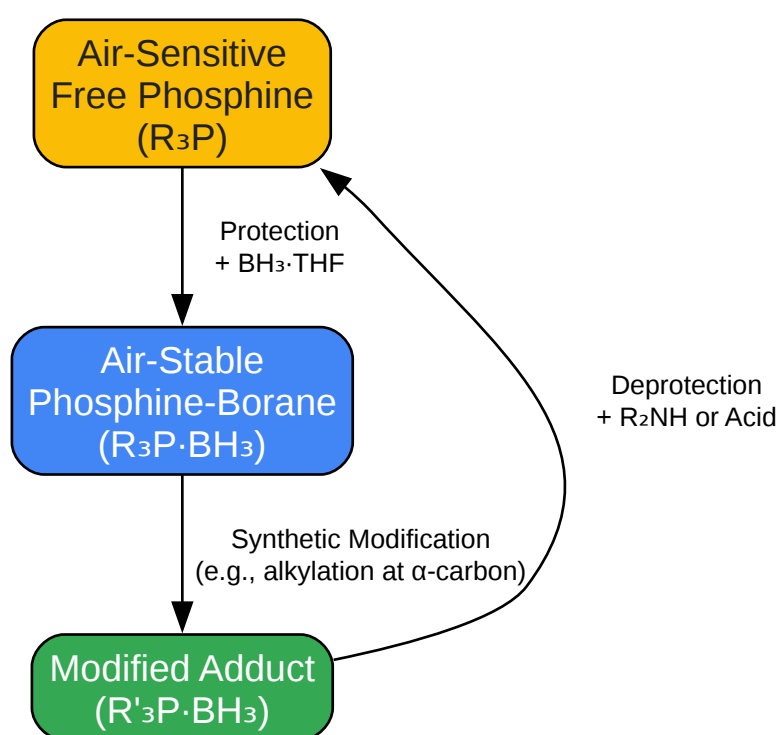 Air-Sensitive
Free Phosphine
(R₃P)
Protection
+ BH₃·THF
Air-Stable
Phosphine-Borane
(R₃P·BH₃)
Deprotection
+ R₂NH or Acid
Synthetic Modification
(e.g., alkylation at α-carbon)
Modified Adduct
(R'₃P·BH₃)